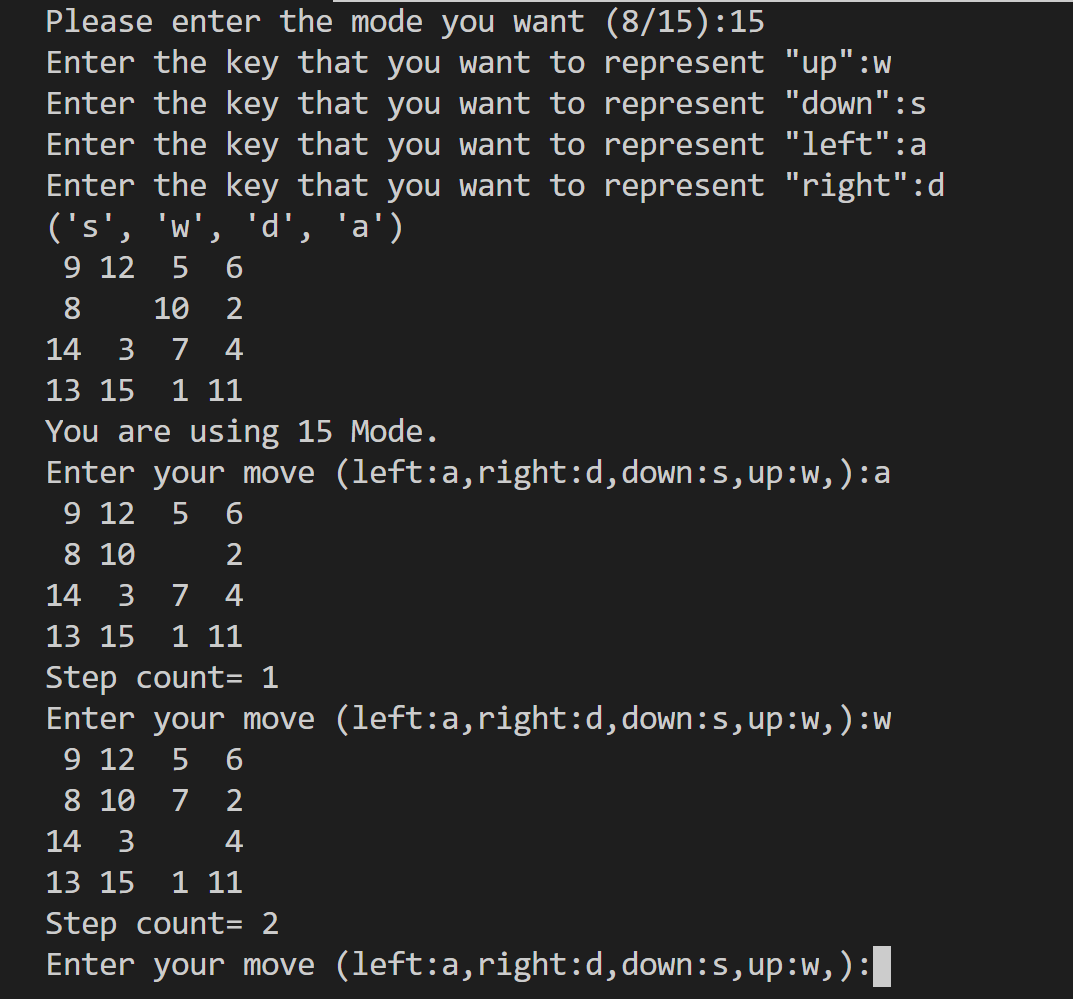 Please enter the mode you want (8/15):15
Enter the key that you want to represent "up":w
Enter the key that you want to represent "down":s
Enter the key that you want to represent "left":a
Enter the key that you want to represent "right":d
('s', 'w', 'd', 'a')
 9 12  5  6
 8    10  2
14  3  7  4
13 15  1 11
You are using 15 Mode.
Enter your move (left:a,right:d,down:s,up:w,):a
 9 12  5  6
 8 10     2
14  3  7  4
13 15  1 11
Step count= 1
Enter your move (left:a,right:d,down:s,up:w,):w
 9 12  5  6
 8 10  7  2
14  3     4
13 15  1 11
Step count= 2
Enter your move (left:a,right:d,down:s,up:w,):